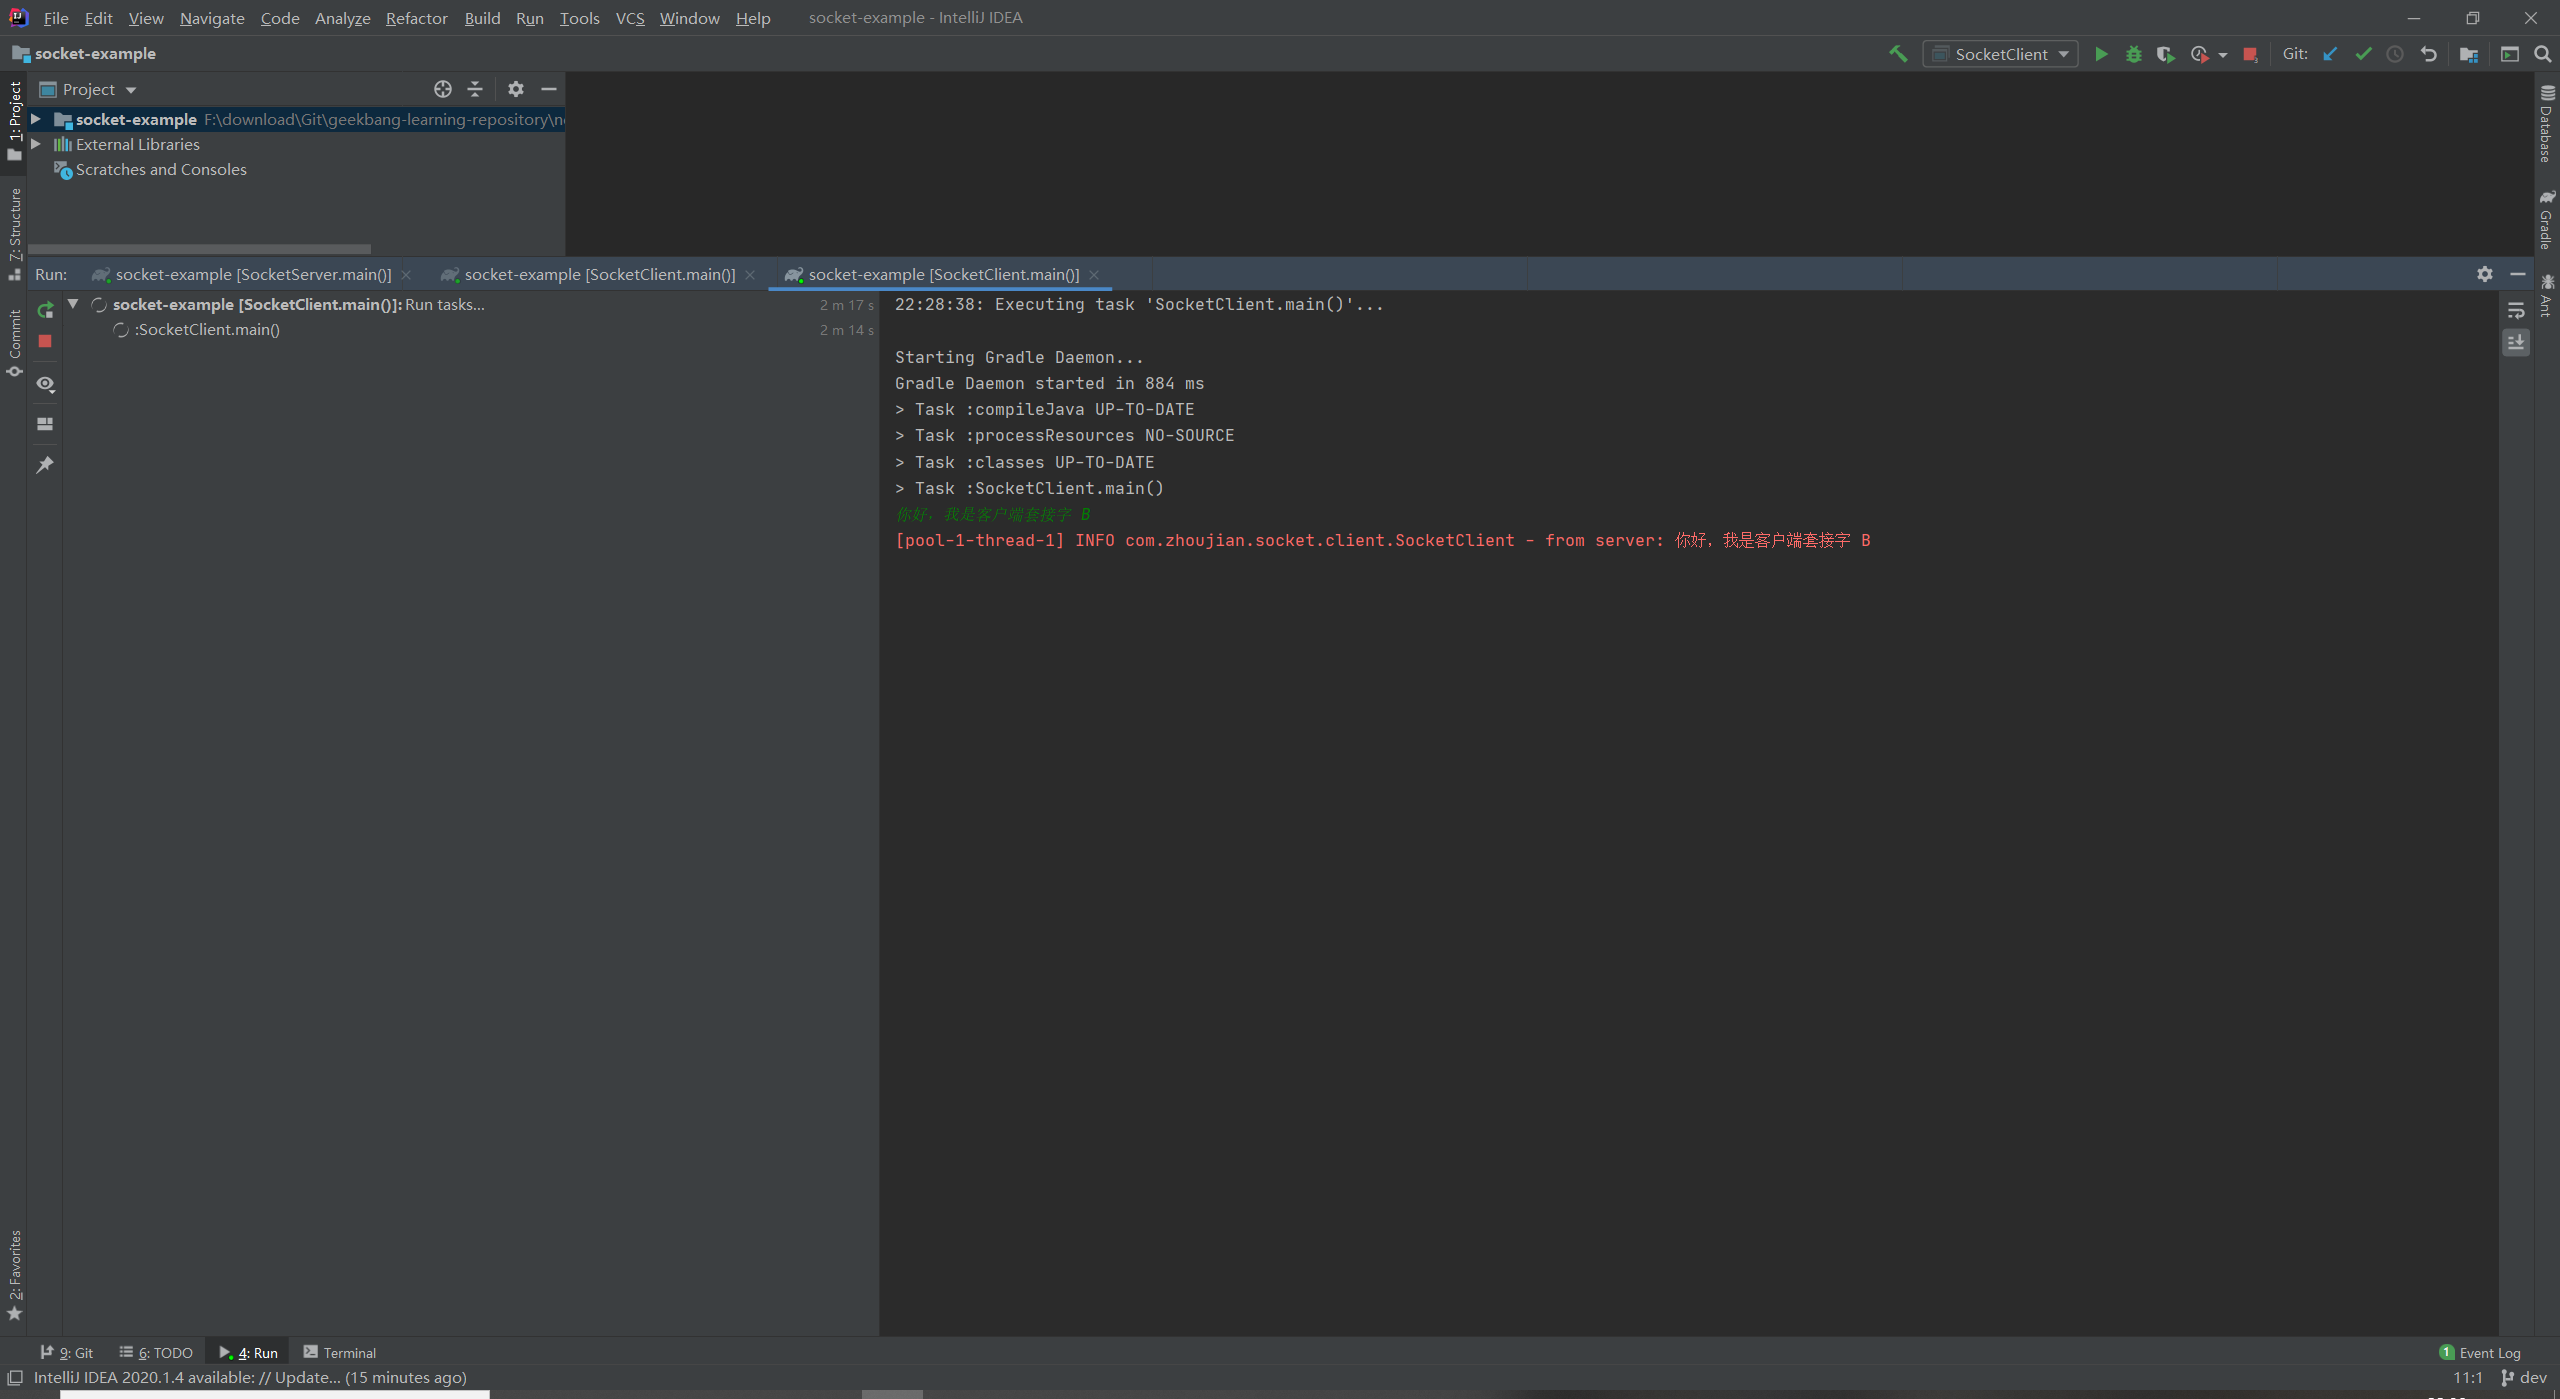 File Edit View Navigate Code Analyze Refactor Build Run Tools VCS Window Help socket-example - IntelliJ IDEA
socket-example SocketClient Git:
Project
socket-example F:\download\Git\geekbang-learning-repository\n
External Libraries
Scratches and Consoles
1: Project
7: Structure
Commit
2: Favorites
Database
Gradle
Ant
Run: socket-example [SocketServer.main()] socket-example [SocketClient.main()] socket-example [SocketClient.main()]
socket-example [SocketClient.main()]: Run tasks... 2 m 17 s
:SocketClient.main() 2 m 14 s
22:28:38: Executing task 'SocketClient.main()'...
Starting Gradle Daemon...
Gradle Daemon started in 884 ms
> Task :compileJava UP-TO-DATE
> Task :processResources NO-SOURCE
> Task :classes UP-TO-DATE
> Task :SocketClient.main()
你好，我是客户端套接字 B
[pool-1-thread-1] INFO com.zhoujian.socket.client.SocketClient - from server: 你好，我是客户端套接字 B
9: Git 6: TODO 4: Run Terminal 1 Event Log
IntelliJ IDEA 2020.1.4 available: // Update... (15 minutes ago) 11:1 dev